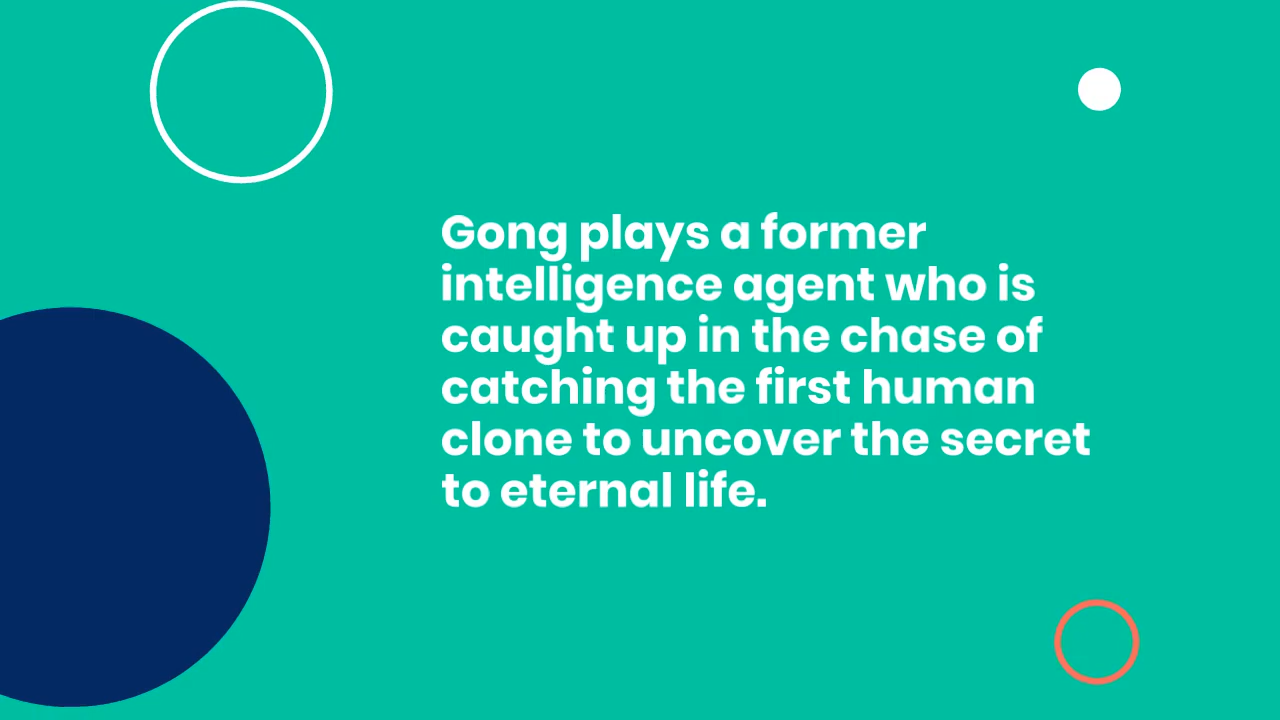 Gong plays a former
intelligence agent who is
caught up in the chase of
catching the first human
clone to uncover the secret
to eternal life.